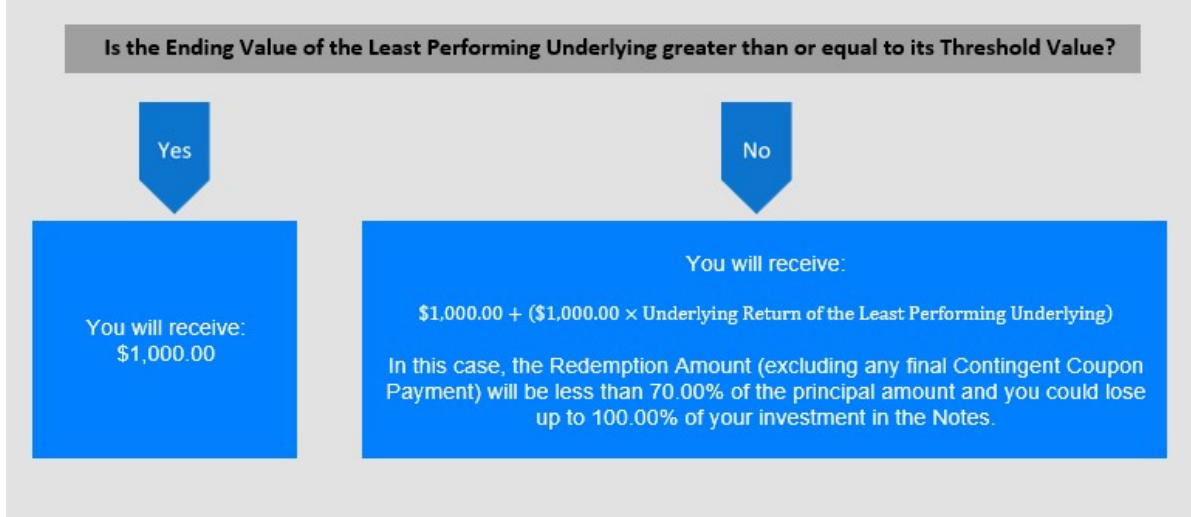 Is the Ending Value of the Least Performing Underlying greater than or equal to its Threshold Value?
Yes
No
You will receive:
$1,000.00
You will receive:
$1,000.00 + ($1,000.00 × Underlying Return of the Least Performing Underlying)
In this case, the Redemption Amount (excluding any final Contingent Coupon
Payment) will be less than 70.00% of the principal amount and you could lose
up to 100.00% of your investment in the Notes.